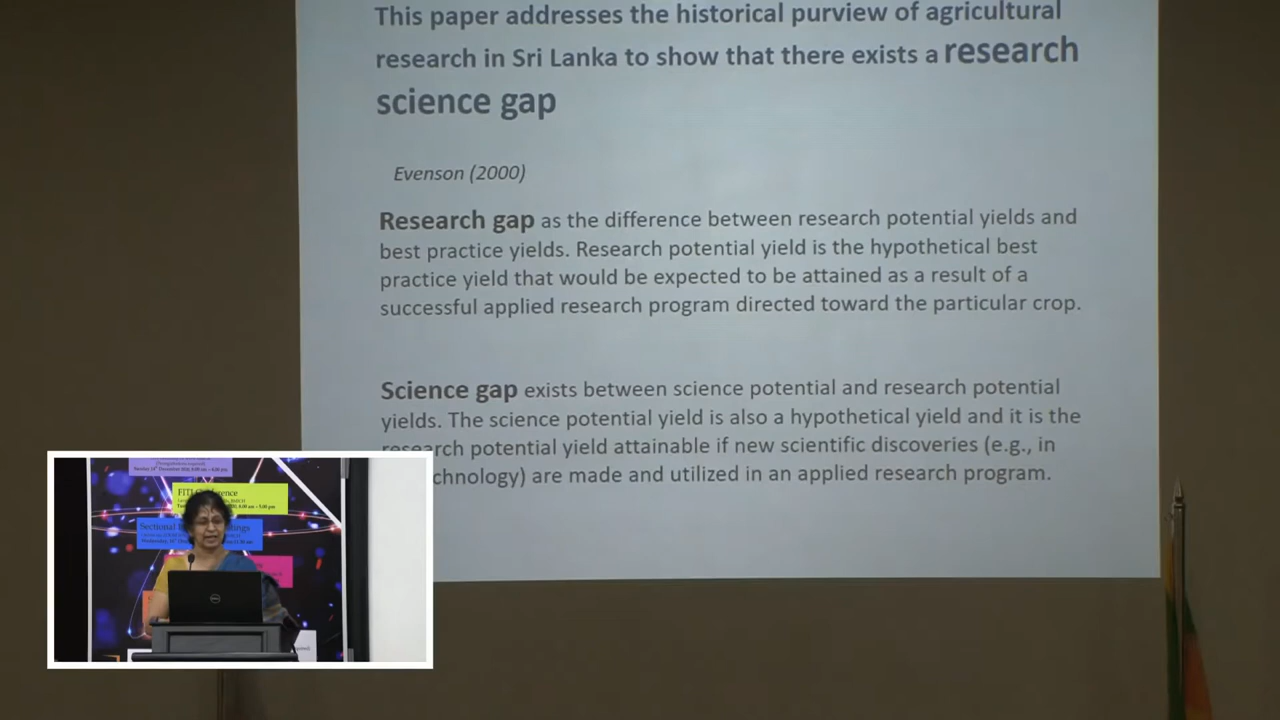 This paper addresses the historical purview of agricultural
research in Sri Lanka to show that there exists a research
science gap
Evenson (2000)
Research gap as the difference between research potential yields and
best practice yields. Research potential yield is the hypothetical best
practice yield that would be expected to be attained as a result of a
successful applied research program directed toward the particular crop.
Science gap exists between science potential and research potential
yields. The science potential yield is also a hypothetical yield and it is the
research potential yield attainable if new scientific discoveries (e.g., in
chnology) are made and utilized in an applied research program.
Sectional
DELL